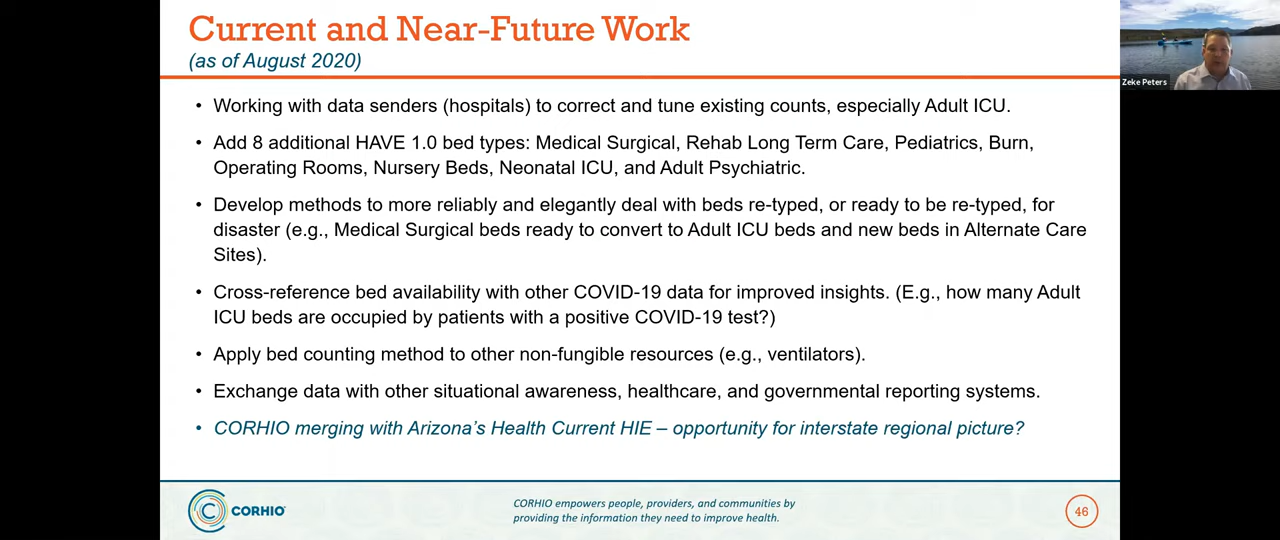 Current and Near-Future Work
(as of August 2020)
Zeke Peters
• Working with data senders (hospitals) to correct and tune existing counts, especially Adult ICU.
• Add 8 additional HAVE 1.0 bed types: Medical Surgical, Rehab Long Term Care, Pediatrics, Burn,
Operating Rooms, Nursery Beds, Neonatal ICU, and Adult Psychiatric.
• Develop methods to more reliably and elegantly deal with beds re-typed, or ready to be re-typed, for
disaster (e.g., Medical Surgical beds ready to convert to Adult ICU beds and new beds in Alternate Care
Sites).
• Cross-reference bed availability with other COVID-19 data for improved insights. (E.g., how many Adult
ICU beds are occupied by patients with a positive COVID-19 test?)
• Apply bed counting method to other non-fungible resources (e.g., ventilators).
• Exchange data with other situational awareness, healthcare, and governmental reporting systems.
• CORHIO merging with Arizona’s Health Current HIE – opportunity for interstate regional picture?
CORHIO
CORHIO empowers people, providers, and communities by
providing the information they need to improve health.
46